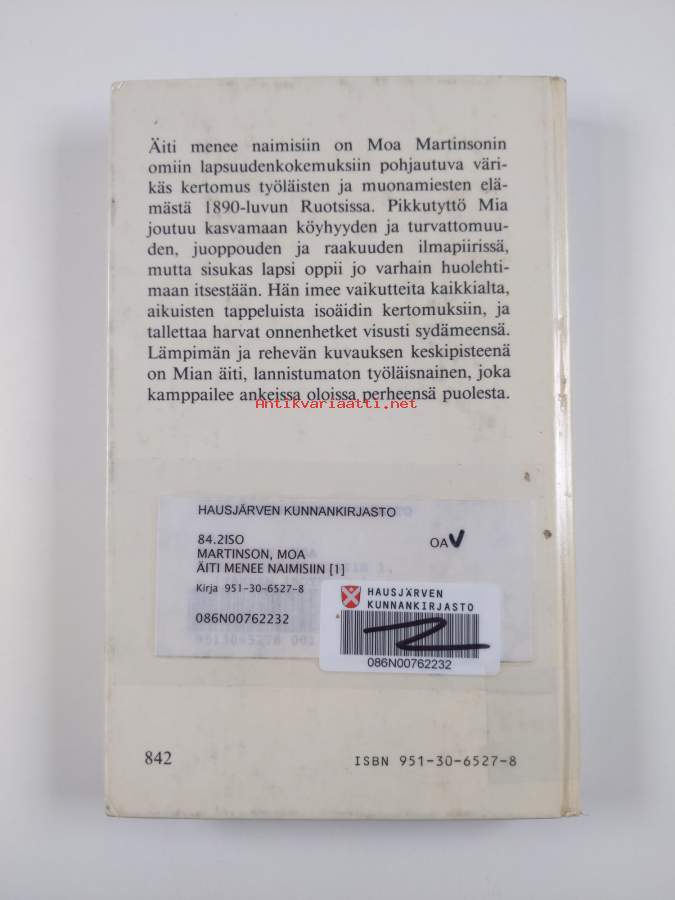 Äiti menee naimisiin on Moa Martinsonin
omiin lapsuudenkokemuksiin pohjautuva väri-
käs kertomus työläisten ja muonamiesten elä-
mästä 1890-luvun Ruotsissa. Pikkutyttö Mia
joutuu kasvamaan köyhyyden ja turvattomuu-
den, juoppouden ja raakuuden ilmapiirissä,
mutta sisukas lapsi oppii jo varhain huolehti-
maan itsestään. Hän imee vaikutteita kaikkialta,
aikuisten tappeluista isoäidin kertomuksiin, ja
tallettaa harvat onnenhetket visusti sydämeensä.
Lämpimän ja rehevän kuvauksen keskipisteenä
on Mian äiti, lannistumaton työläisnainen, joka
kamppailee ankeissa oloissa perheensä puolesta.
Antikvariaatti.net
HAUSJÄRVEN KUNNANKIRJASTO
84.2ISO OA
MARTINSON, MOA
ÄITI MENEE NAIMISIIN [1]
Kirja 951-30-6527-8
086N00762232
HAUSJÄRVEN
KUNNANKIRJASTO
086N00762232
842
ISBN 951-30-6527-8